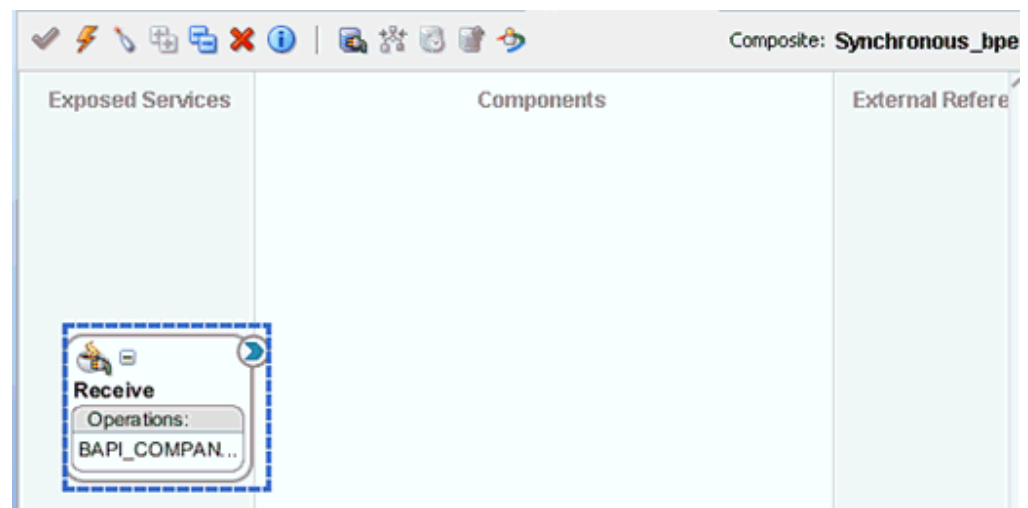 Composite: Synchronous_bpe
Exposed Services
Components
External Refere
Receive
Operations:
BAPI_COMPAN...